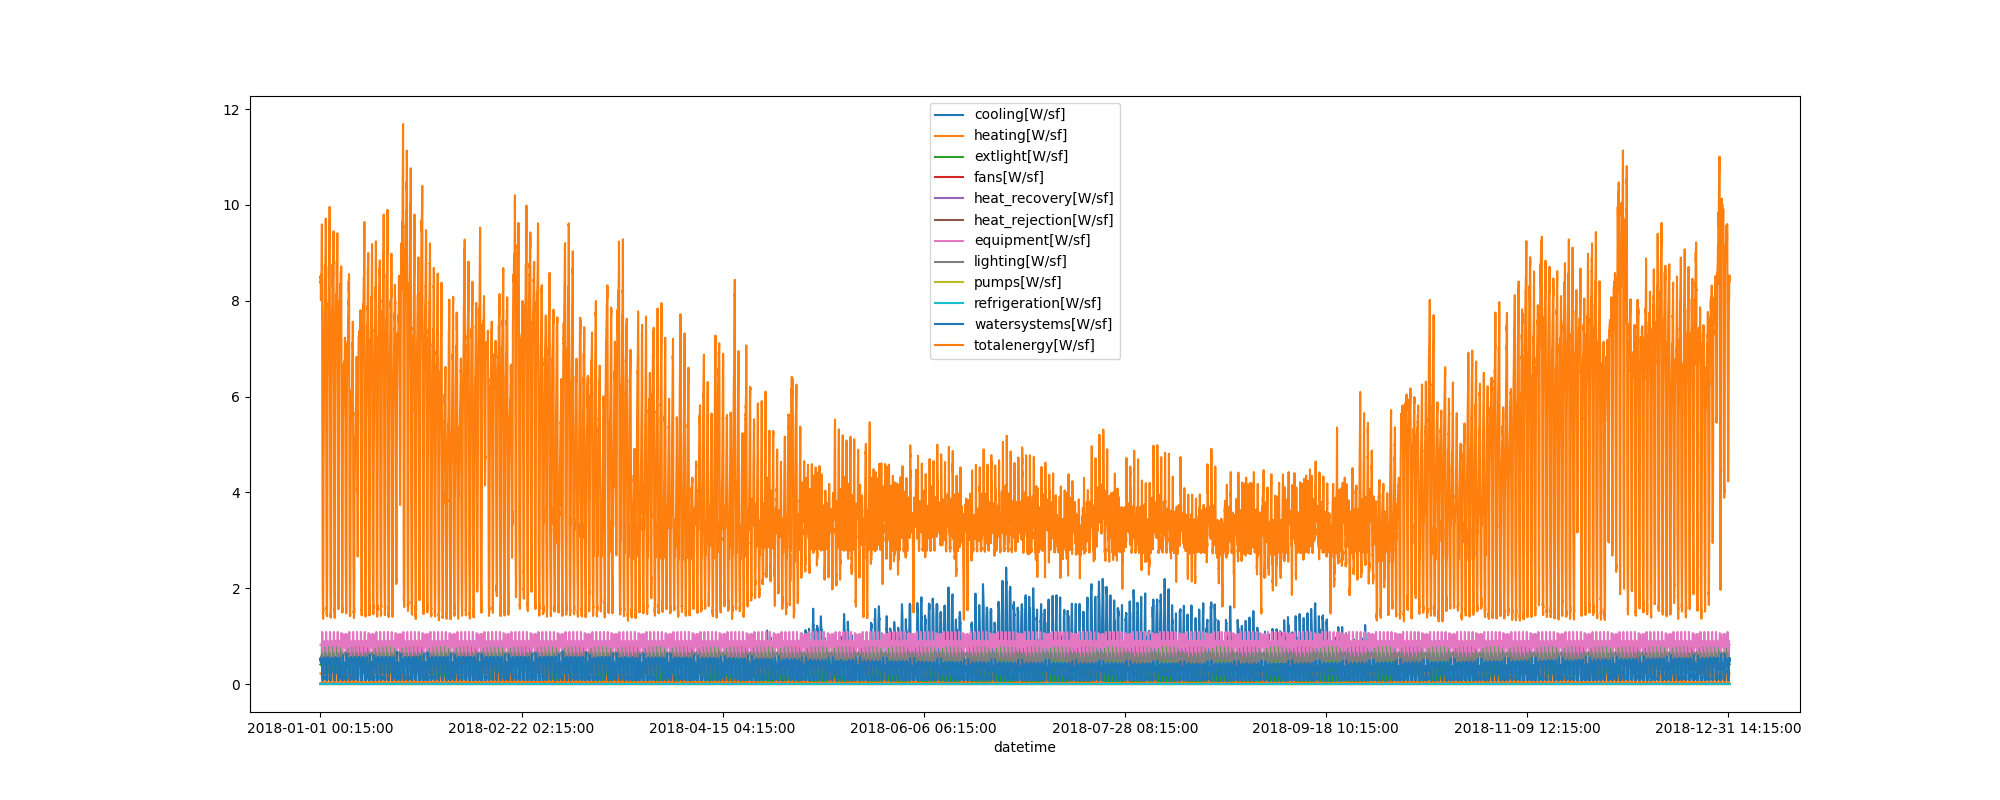 12
10
8
6
4
2
0
cooling[W/sf]
heating[W/sf]
extlight[W/sf]
fans[W/sf]
heat_recovery[W/sf]
heat_rejection[W/sf]
equipment[W/sf]
lighting[W/sf]
pumps[W/sf]
refrigeration[W/sf]
watersystems[W/sf]
totalenergy[W/sf]
2018-01-01 00:15:00 2018-02-22 02:15:00 2018-04-15 04:15:00 2018-06-06 06:15:00 2018-07-28 08:15:00 2018-09-18 10:15:00 2018-11-09 12:15:00 2018-12-31 14:15:00
datetime